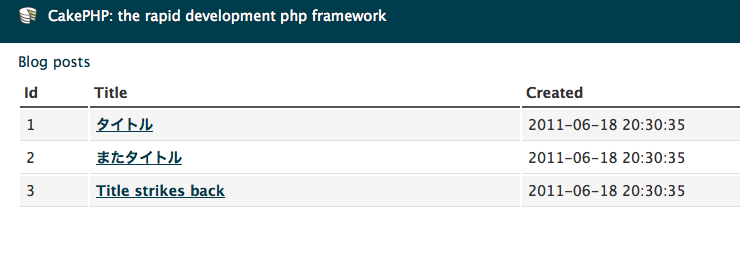 CakePHP: the rapid development php framework
Blog posts
Id Title Created
1 タイトル 2011-06-18 20:30:35
2 またタイトル 2011-06-18 20:30:35
3 Title strikes back 2011-06-18 20:30:35